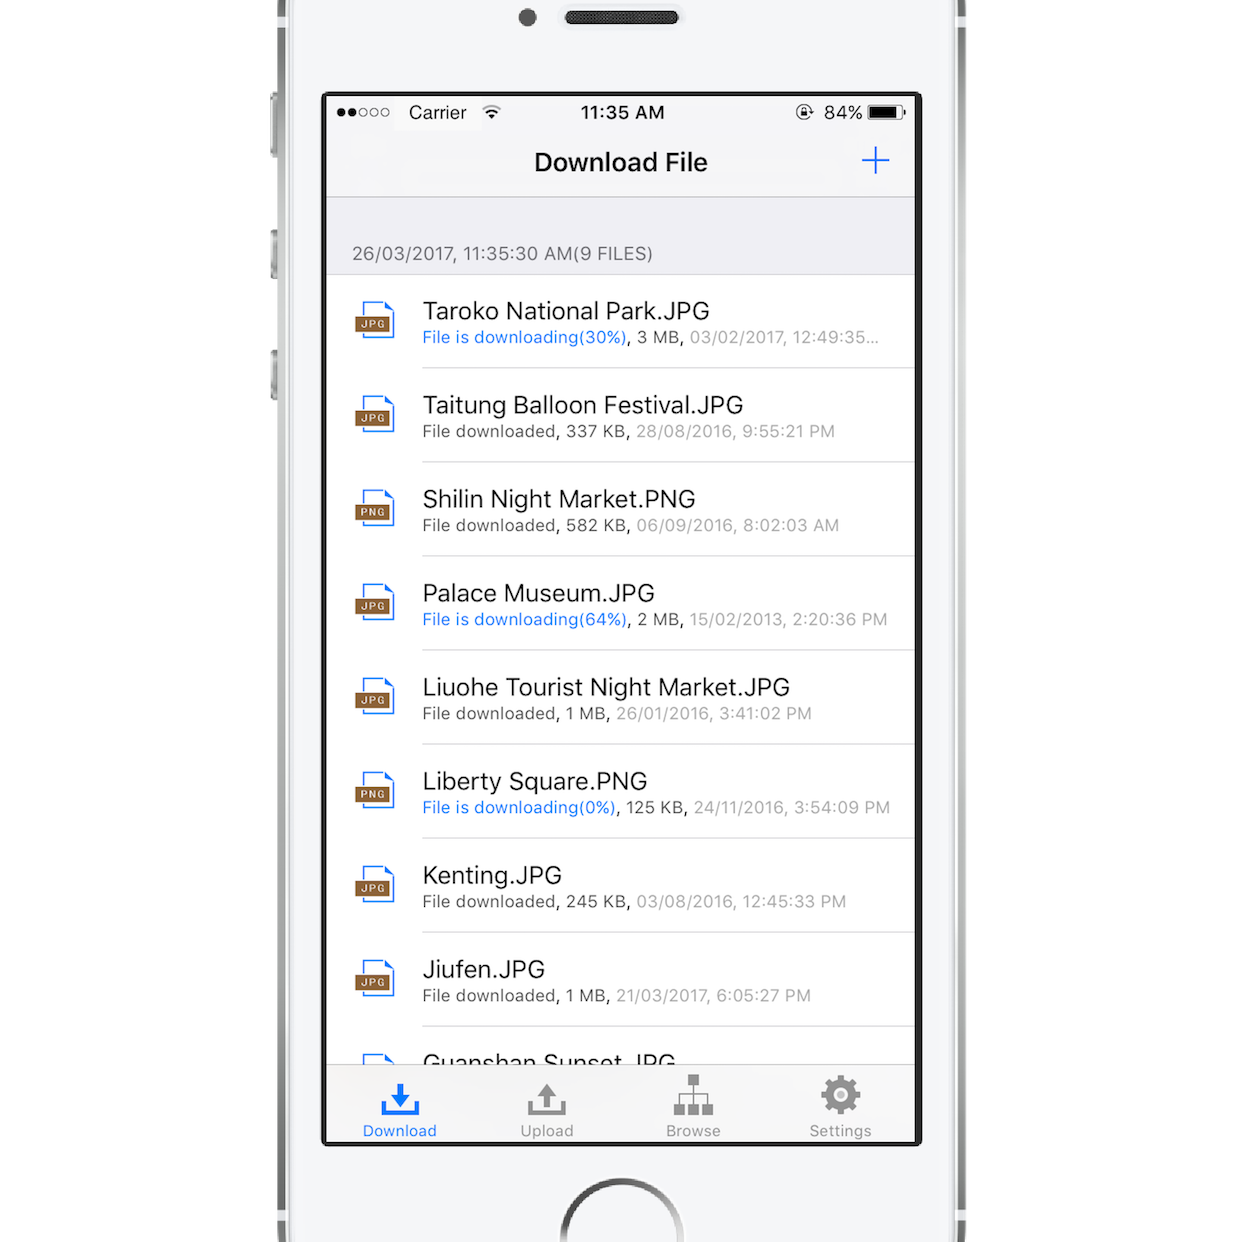 Carrier 11:35 AM 84%
Download File
26/03/2017, 11:35:30 AM(9 FILES)
JPG
Taroko National Park.JPG
File is downloading(30%), 3 MB, 03/02/2017, 12:49:35...
JPG
Taitung Balloon Festival.JPG
File downloaded, 337 KB, 28/08/2016, 9:55:21 PM
PNG
Shilin Night Market.PNG
File downloaded, 582 KB, 06/09/2016, 8:02:03 AM
JPG
Palace Museum.JPG
File is downloading(64%), 2 MB, 15/02/2013, 2:20:36 PM
JPG
Liuohe Tourist Night Market.JPG
File downloaded, 1 MB, 26/01/2016, 3:41:02 PM
PNG
Liberty Square.PNG
File is downloading(0%), 125 KB, 24/11/2016, 3:54:09 PM
JPG
Kenting.JPG
File downloaded, 245 KB, 03/08/2016, 12:45:33 PM
JPG
Jiufen.JPG
File downloaded, 1 MB, 21/03/2017, 6:05:27 PM
Guanshan Sunset.JPG
Download Upload Browse Settings